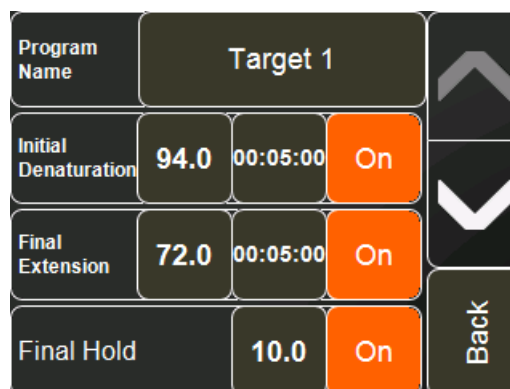 Program
Name
Target 1
Initial
Denaturation
94.0
00:05:00
On
Final
Extension
72.0
00:05:00
On
Final Hold
10.0
On
Back